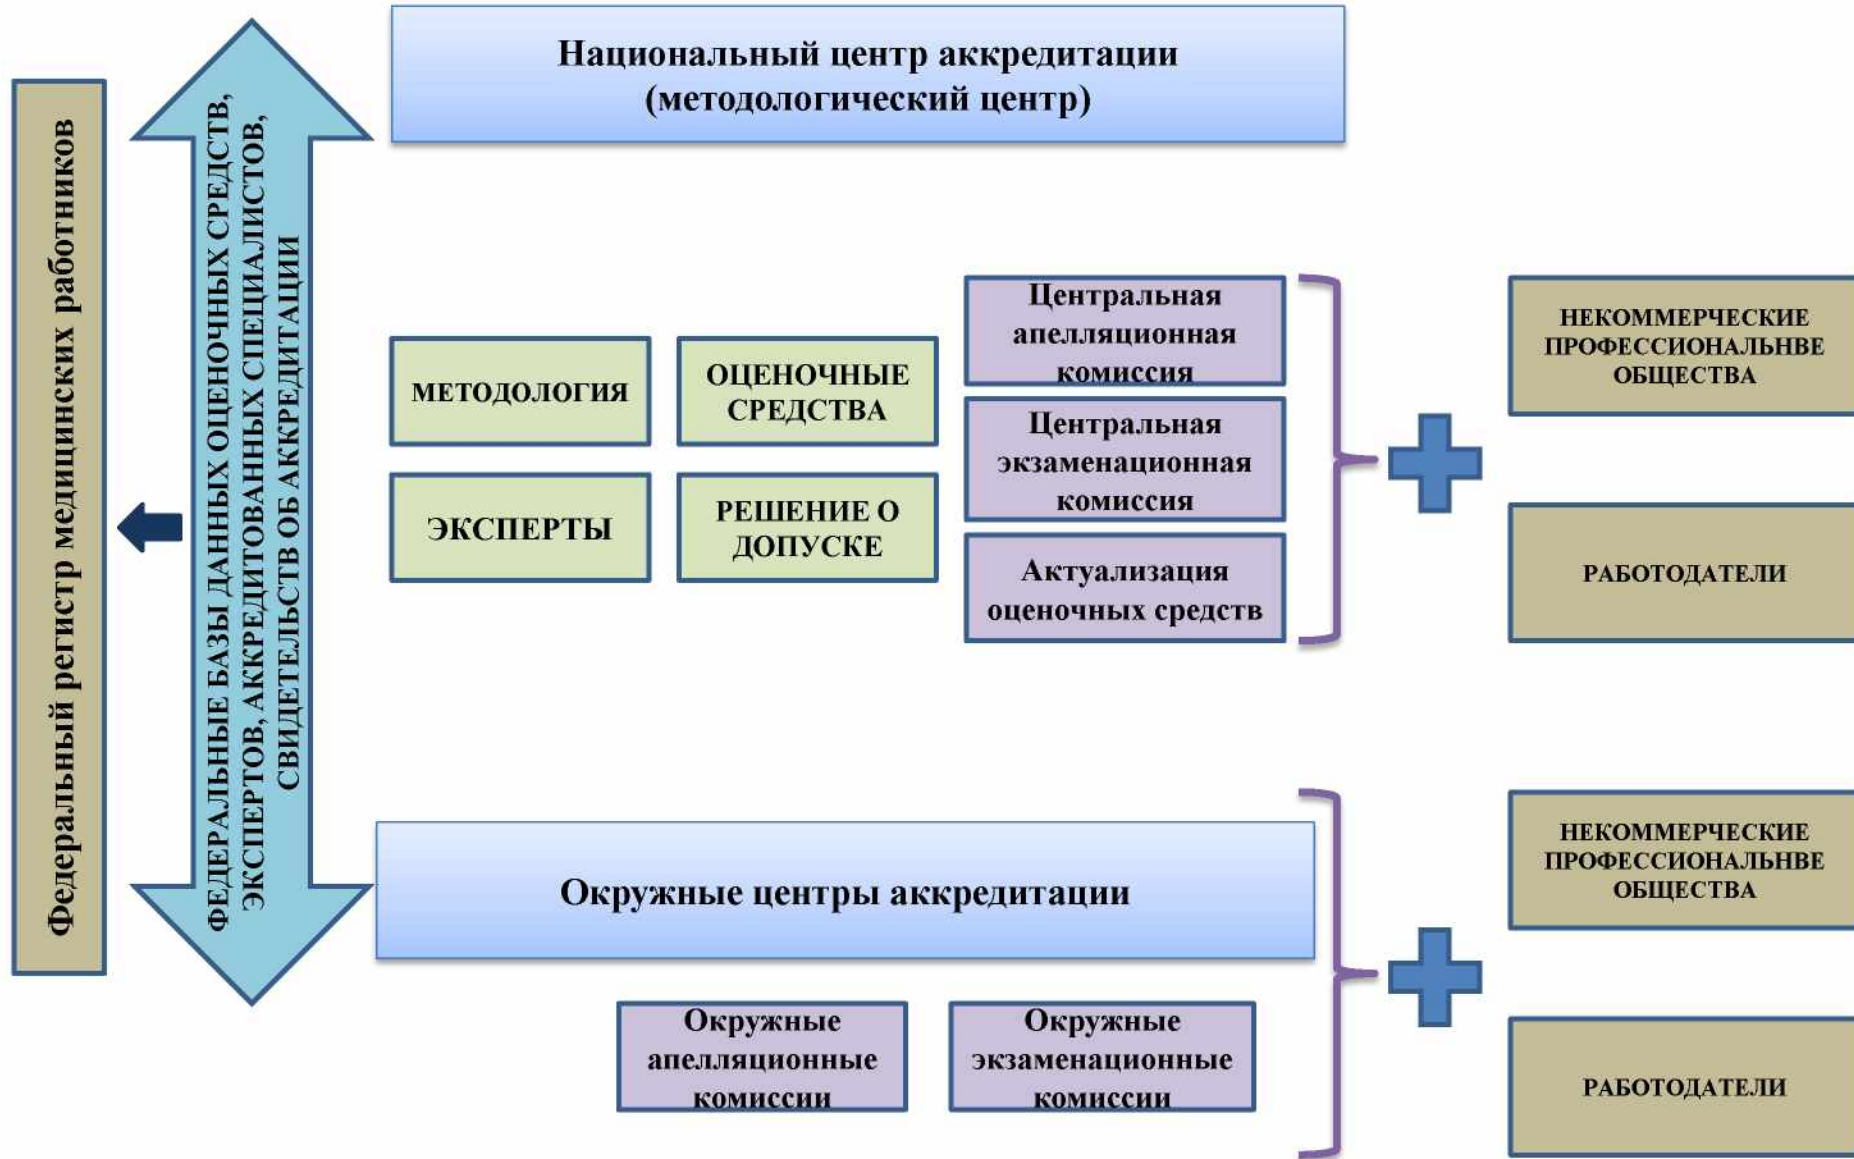 Национальный центр аккредитации
(методологический центр)
Федеральный регистр медицинских работников
ФЕДЕРАЛЬНЫЕ БАЗЫ ДАННЫХ ОЦЕНОЧНЫХ СРЕДСТВ,
ЭКСПЕРТОВ, АККРЕДИТОВАННЫХ СПЕЦИАЛИСТОВ,
СВИДЕТЕЛЬСТВ ОБ АККРЕДИТАЦИИ
МЕТОДОЛОГИЯ
ОЦЕНОЧНЫЕ
СРЕДСТВА
ЭКСПЕРТЫ
РЕШЕНИЕ О
ДОПУСКЕ
Центральная
апелляционная
комиссия
Центральная
экзаменационная
комиссия
Актуализация
оценочных средств
НЕКОММЕРЧЕСКИЕ
ПРОФЕССИОНАЛЬНВЕ
ОБЩЕСТВА
РАБОТОДАТЕЛИ
Окружные центры аккредитации
Окружные
апелляционные
комиссии
Окружные
экзаменационные
комиссии
НЕКОММЕРЧЕСКИЕ
ПРОФЕССИОНАЛЬНВЕ
ОБЩЕСТВА
РАБОТОДАТЕЛИ